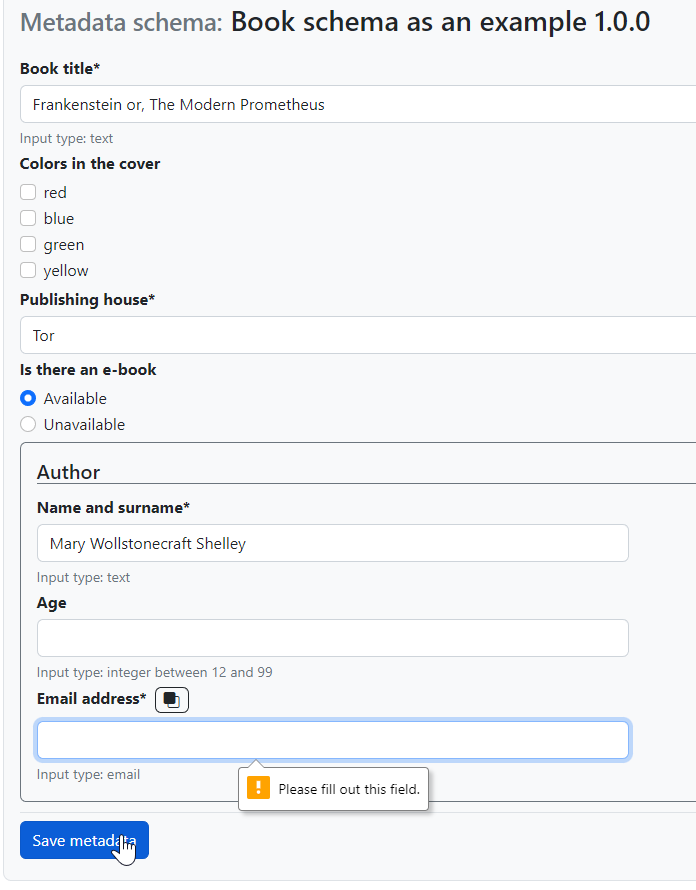 Metadata schema: Book schema as an example 1.0.0
Book title*
Frankenstein or, The Modern Prometheus
Input type: text
Colors in the cover
red
blue
green
yellow
Publishing house*
Tor
Is there an e-book
Available
Unavailable
Author
Name and surname*
Mary Wollstonecraft Shelley
Input type: text
Age
Input type: integer between 12 and 99
Email address*
Input type: email
Please fill out this field.
Save metadata